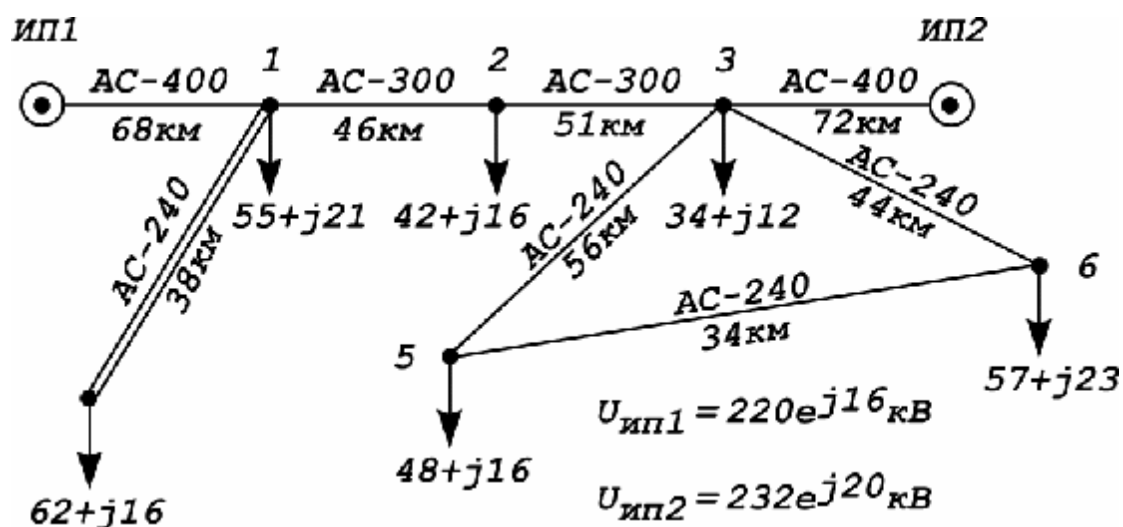 ИП1
ИП2
1
2
3
АС-400
АС-300
АС-300
АС-400
68км
46км
51км
72км
АС-240
38км
55+j21
42+j16
34+j12
АС-240
56км
АС-240
44км
АС-240
34км
5
6
57+j23
48+j16
62+j16
Uип1=220e^j16 кВ
Uип2=232e^j20 кВ